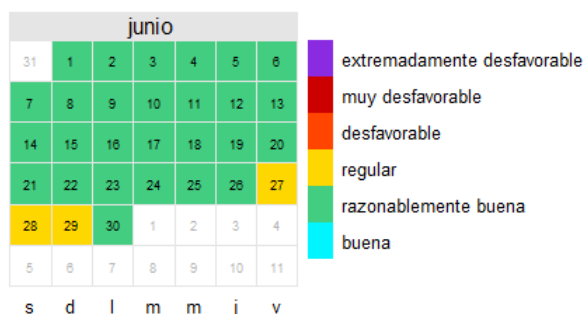 junio
31 1 2 3 4 5 6
7 8 9 10 11 12 13
14 15 16 17 18 19 20
21 22 23 24 25 26 27
28 29 30 1 2 3 4
5 6 7 8 9 10 11
s d l m m j v
extremadamente desfavorable
muy desfavorable
desfavorable
regular
razonablemente buena
buena